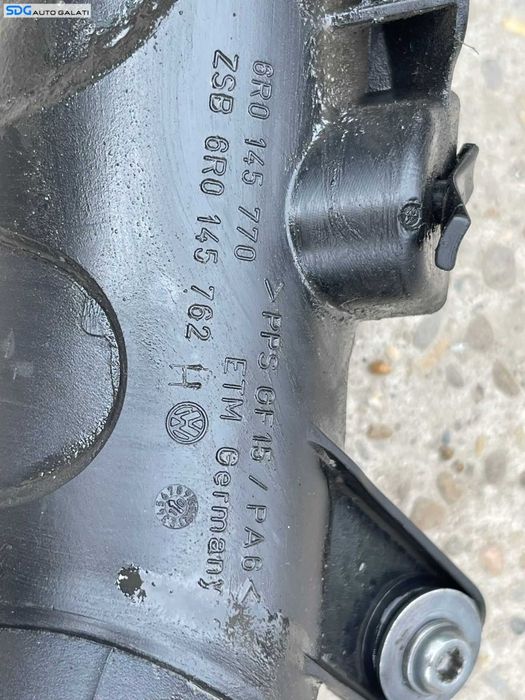 SDG AUTO GALATI
6R0 145 770 >PPS GF15/PA6<
ZSB 6R0 145 762 H
ETM Germany